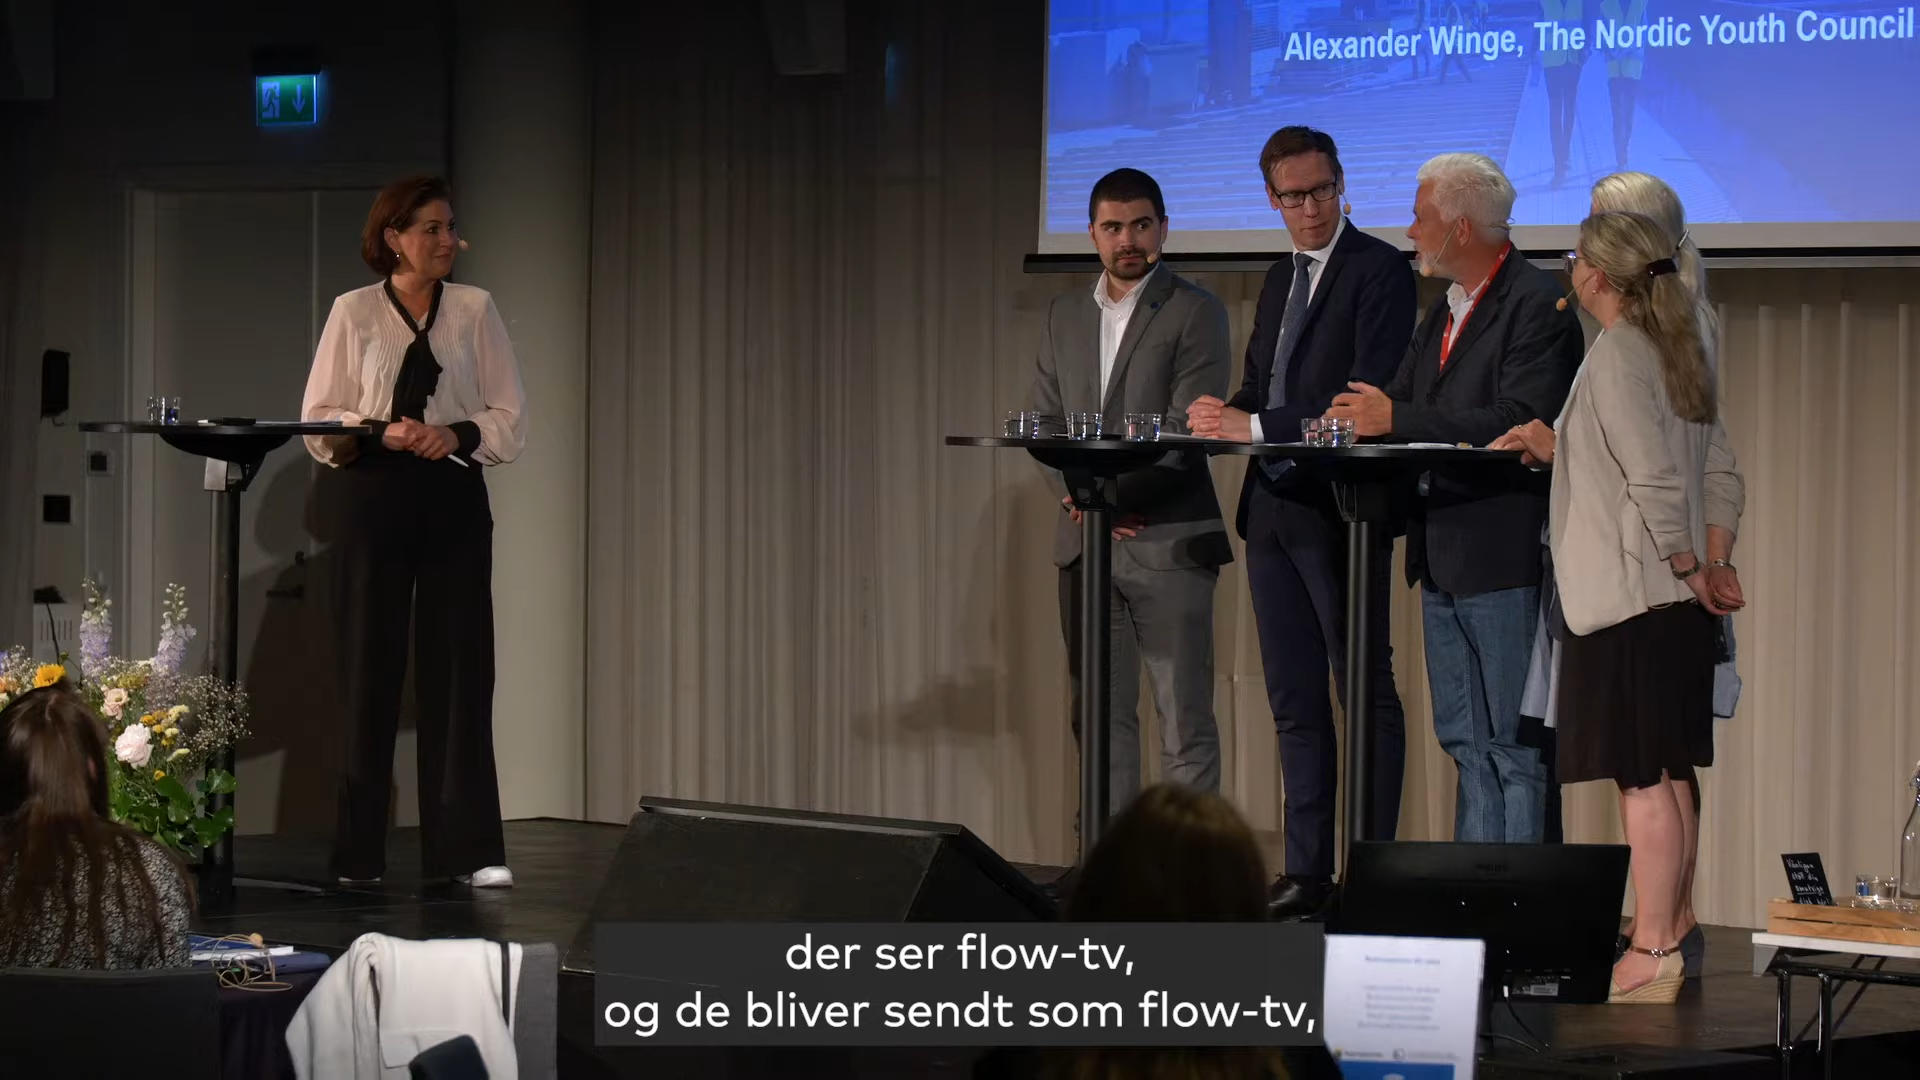 Alexander Winge, The Nordic Youth Council
der ser flow-tv,
og de bliver sendt som flow-tv,